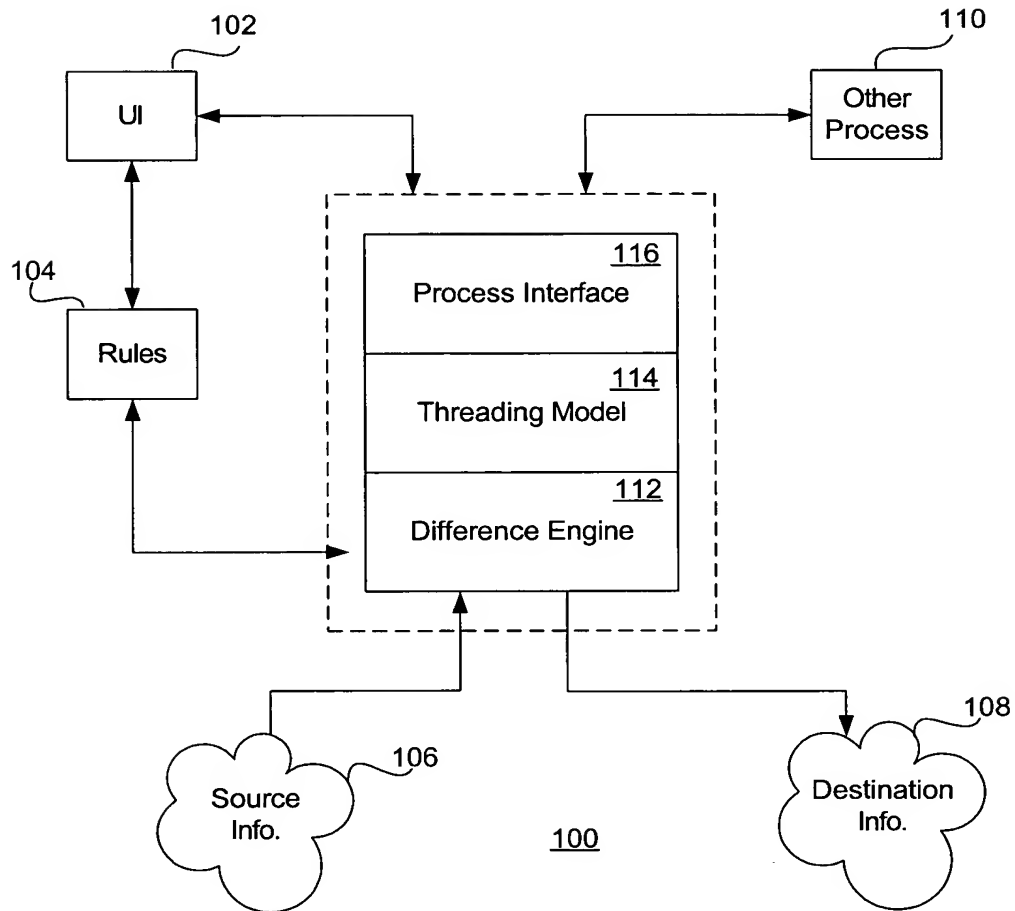 102
110
UI
Other
Process
116
Process Interface
104
Rules
114
Threading Model
112
Difference Engine
106
Source
Info.
108
Destination
Info.
100